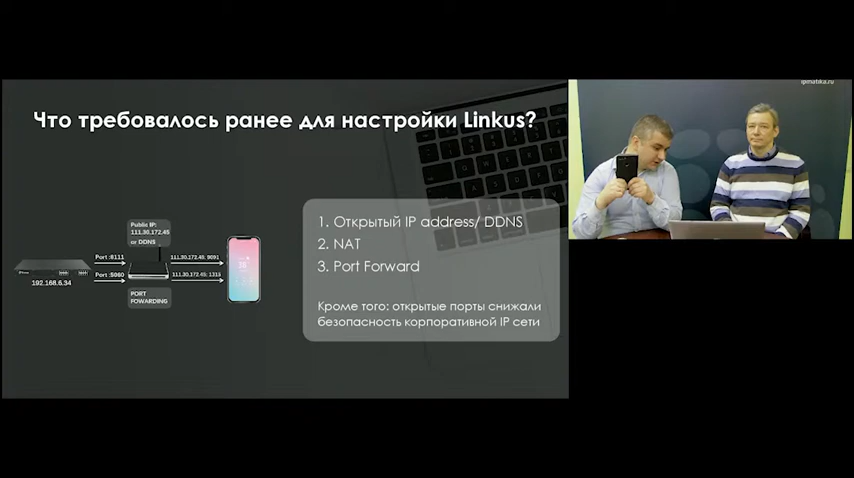 ipmatika.ru
Что требовалось ранее для настройки Linkus?
Public IP:
111.30.172.45
or DDNS
Port :8111
111.30.172.45: 9091
Port :5060
111.30.172.45: 1315
192.168.6.34
PORT
FOWARDING
1. Открытый IP address/ DDNS
2. NAT
3. Port Forward
Кроме того: открытые порты снижали
безопасность корпоративной IP сети